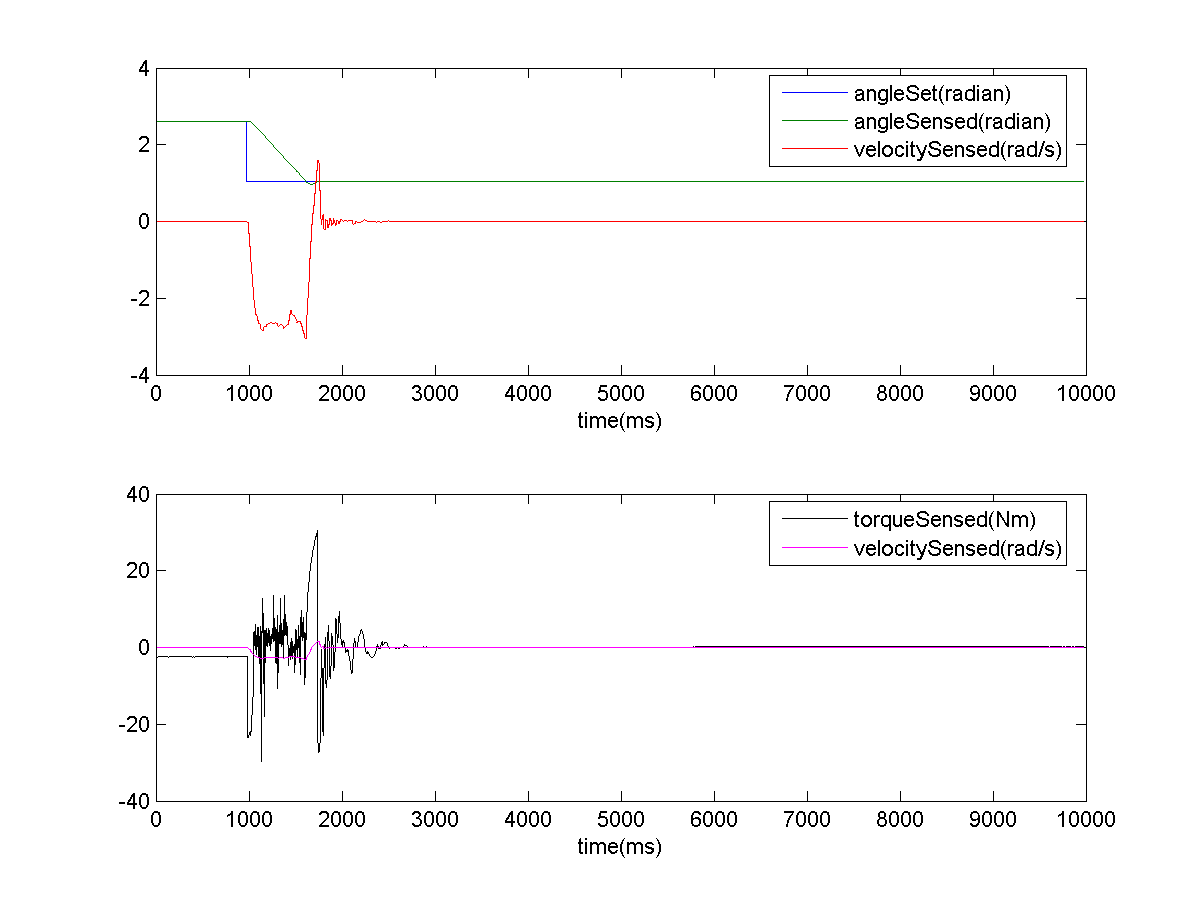 4
angleSet(radian)
angleSensed(radian)
velocitySensed(rad/s)
2
0
-2
-4
0 1000 2000 3000 4000 5000 6000 7000 8000 9000 10000
time(ms)
40
torqueSensed(Nm)
velocitySensed(rad/s)
20
0
-20
-40
0 1000 2000 3000 4000 5000 6000 7000 8000 9000 10000
time(ms)